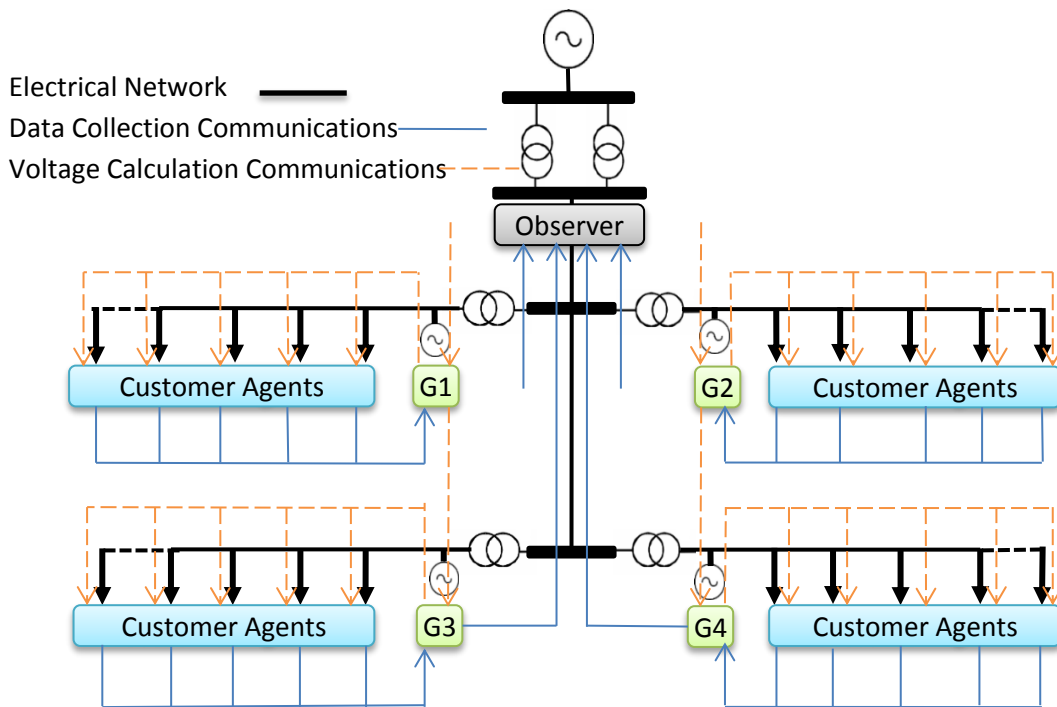 Electrical Network
Data Collection Communications
Voltage Calculation Communications
Observer
Customer Agents
G1
G2
Customer Agents
Customer Agents
G3
G4
Customer Agents